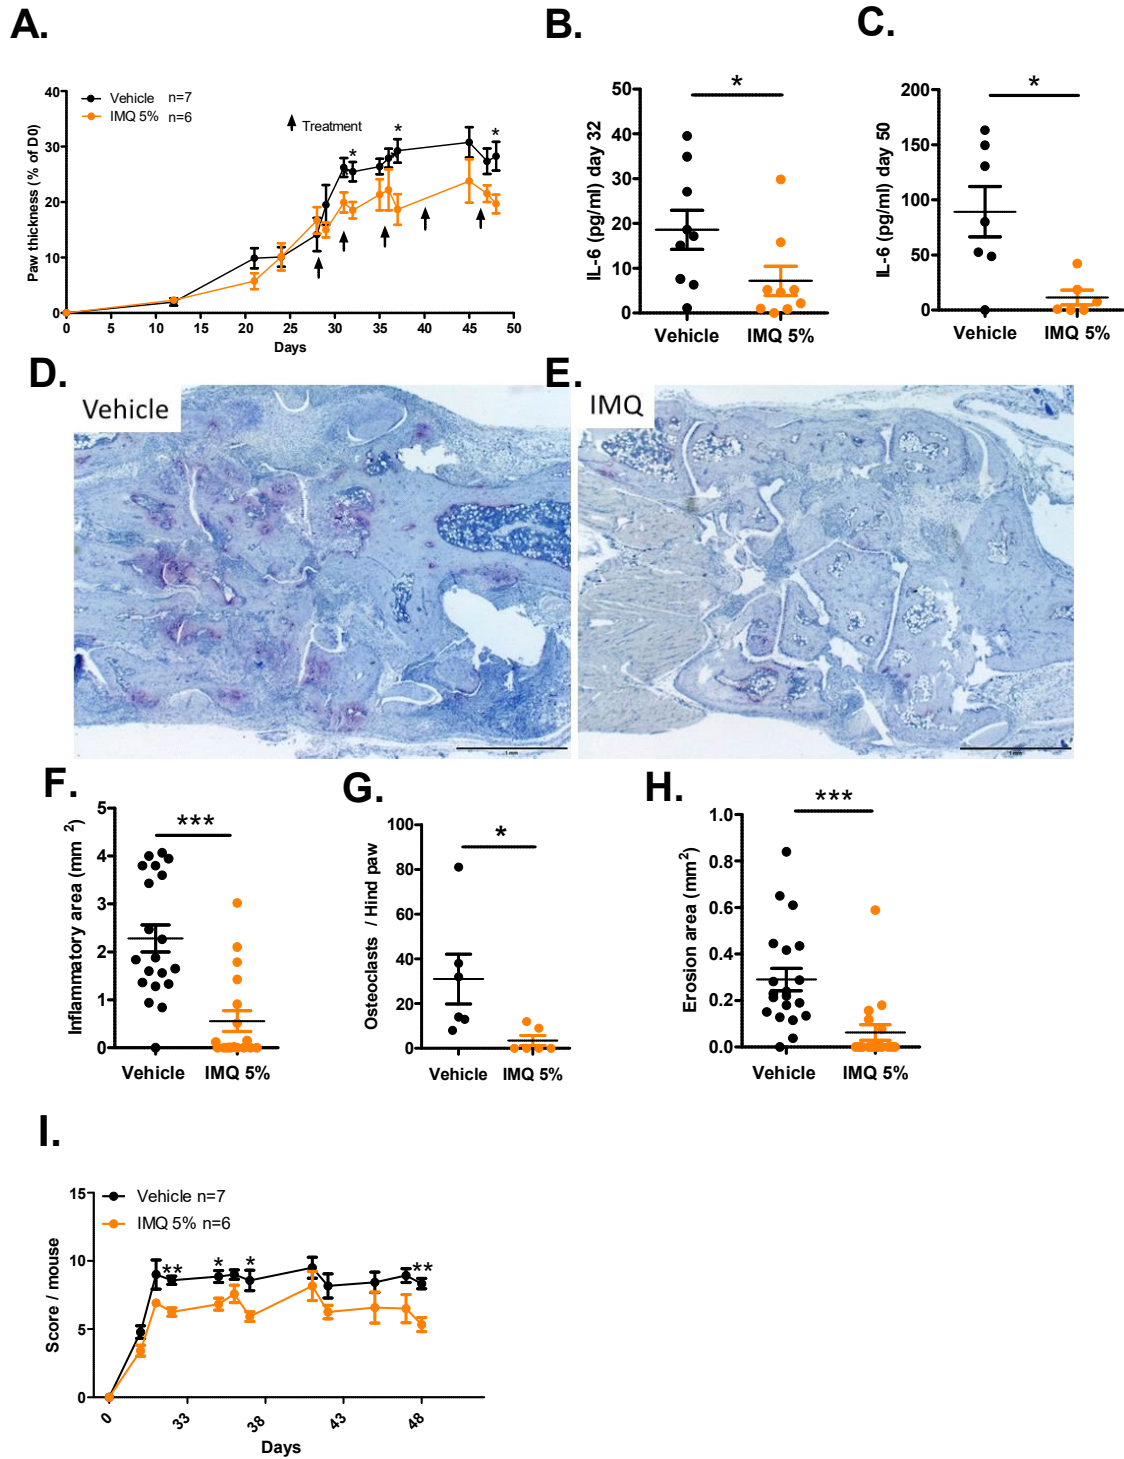 A.
Paw thickness (% of D0)
40
30
20
10
0
Vehicle n=7
IMQ 5% n=6
Treatment
*
*
*
0 5 10 15 20 25 30 35 40 45 50
Days
B.
IL-6 (pg/ml) day 32
50
40
30
20
10
0
*
Vehicle IMQ 5%
C.
IL-6 (pg/ml) day 50
200
150
100
50
0
*
Vehicle IMQ 5%
D.
Vehicle
1 mm
E.
IMQ
1 mm
F.
Inflammatory area (mm 2)
5
4
3
2
1
0
***
Vehicle IMQ 5%
G.
Osteoclasts / Hind paw
100
80
60
40
20
0
*
Vehicle IMQ 5%
H.
Erosion area (mm2)
1.0
0.8
0.6
0.4
0.2
0.0
***
Vehicle IMQ 5%
I.
Score / mouse
15
10
5
0
Vehicle n=7
IMQ 5% n=6
**
*
*
**
0 33 38 43 48
Days